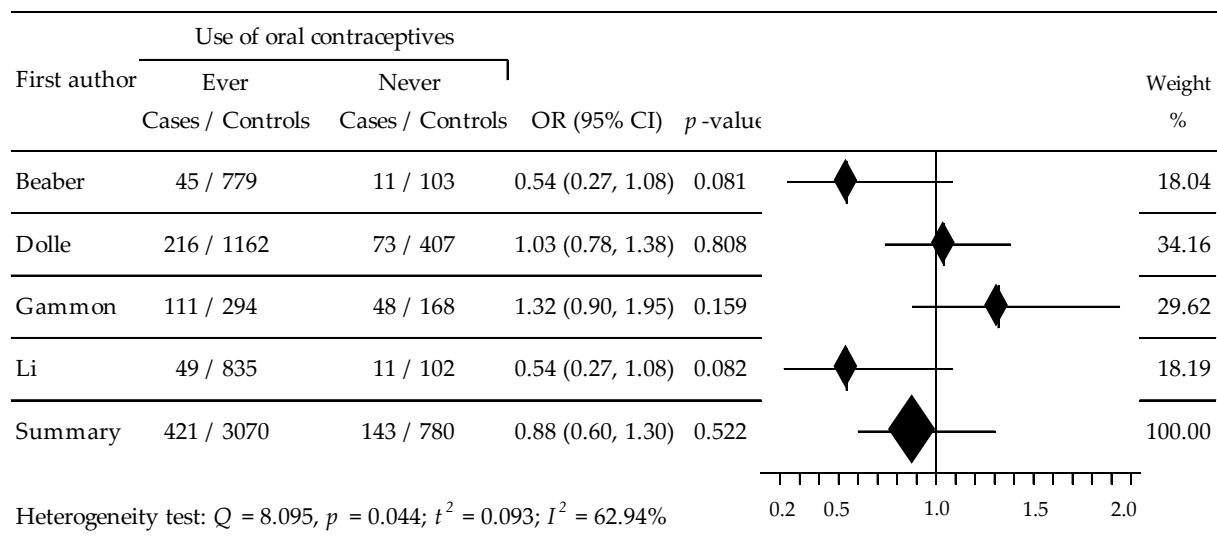 Use of oral contraceptives
First author Ever Never Weight
Cases / Controls Cases / Controls OR (95% CI) p -value %
Beaber 45 / 779 11 / 103 0.54 (0.27, 1.08) 0.081 18.04
Dolle 216 / 1162 73 / 407 1.03 (0.78, 1.38) 0.808 34.16
Gammon 111 / 294 48 / 168 1.32 (0.90, 1.95) 0.159 29.62
Li 49 / 835 11 / 102 0.54 (0.27, 1.08) 0.082 18.19
Summary 421 / 3070 143 / 780 0.88 (0.60, 1.30) 0.522 100.00
0.2 0.5 1.0 1.5 2.0
Heterogeneity test: Q = 8.095, p = 0.044; t² = 0.093; I² = 62.94%